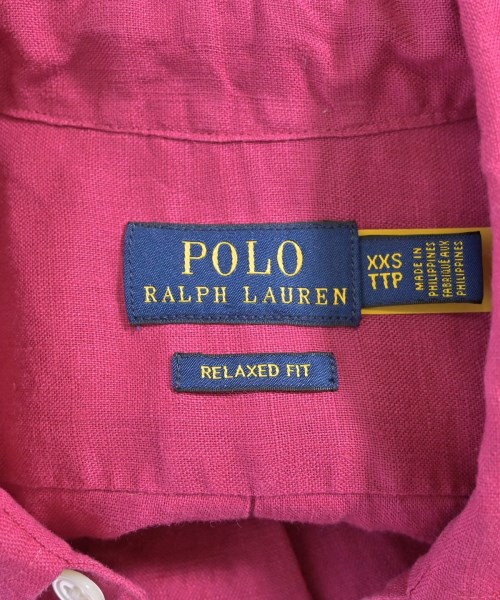 POLO
RALPH LAUREN
XXS
TTP
MADE IN
PHILIPPINES
FABRIQUÉ AUX
PHILIPPINES
RELAXED FIT